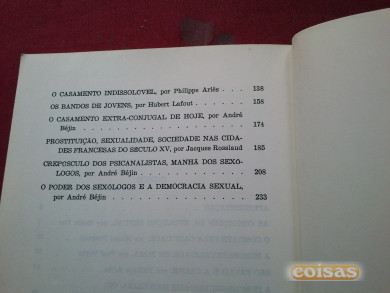 O CASAMENTO INDISSOLÚVEL, por Philippe Ariès . . . 138
OS BANDOS DE JOVENS, por Hubert Lafont . . . . . 158
O CASAMENTO EXTRA-CONJUGAL DE HOJE, por André
Béjin . . . . . . . . . . . . 174
PROSTITUIÇÃO, SEXUALIDADE, SOCIEDADE NAS CIDA-
DES FRANCESAS DO SÉCULO XV, por Jacques Rossiaud 185
CREPÚSCULO DOS PSICANALISTAS, MANHÃ DOS SEXÓ-
LOGOS, por André Béjin . . . . . . . . 208
O PODER DOS SEXÓLOGOS E A DEMOCRACIA SEXUAL,
por André Béjin . . . . . . . . . . 233
coisas